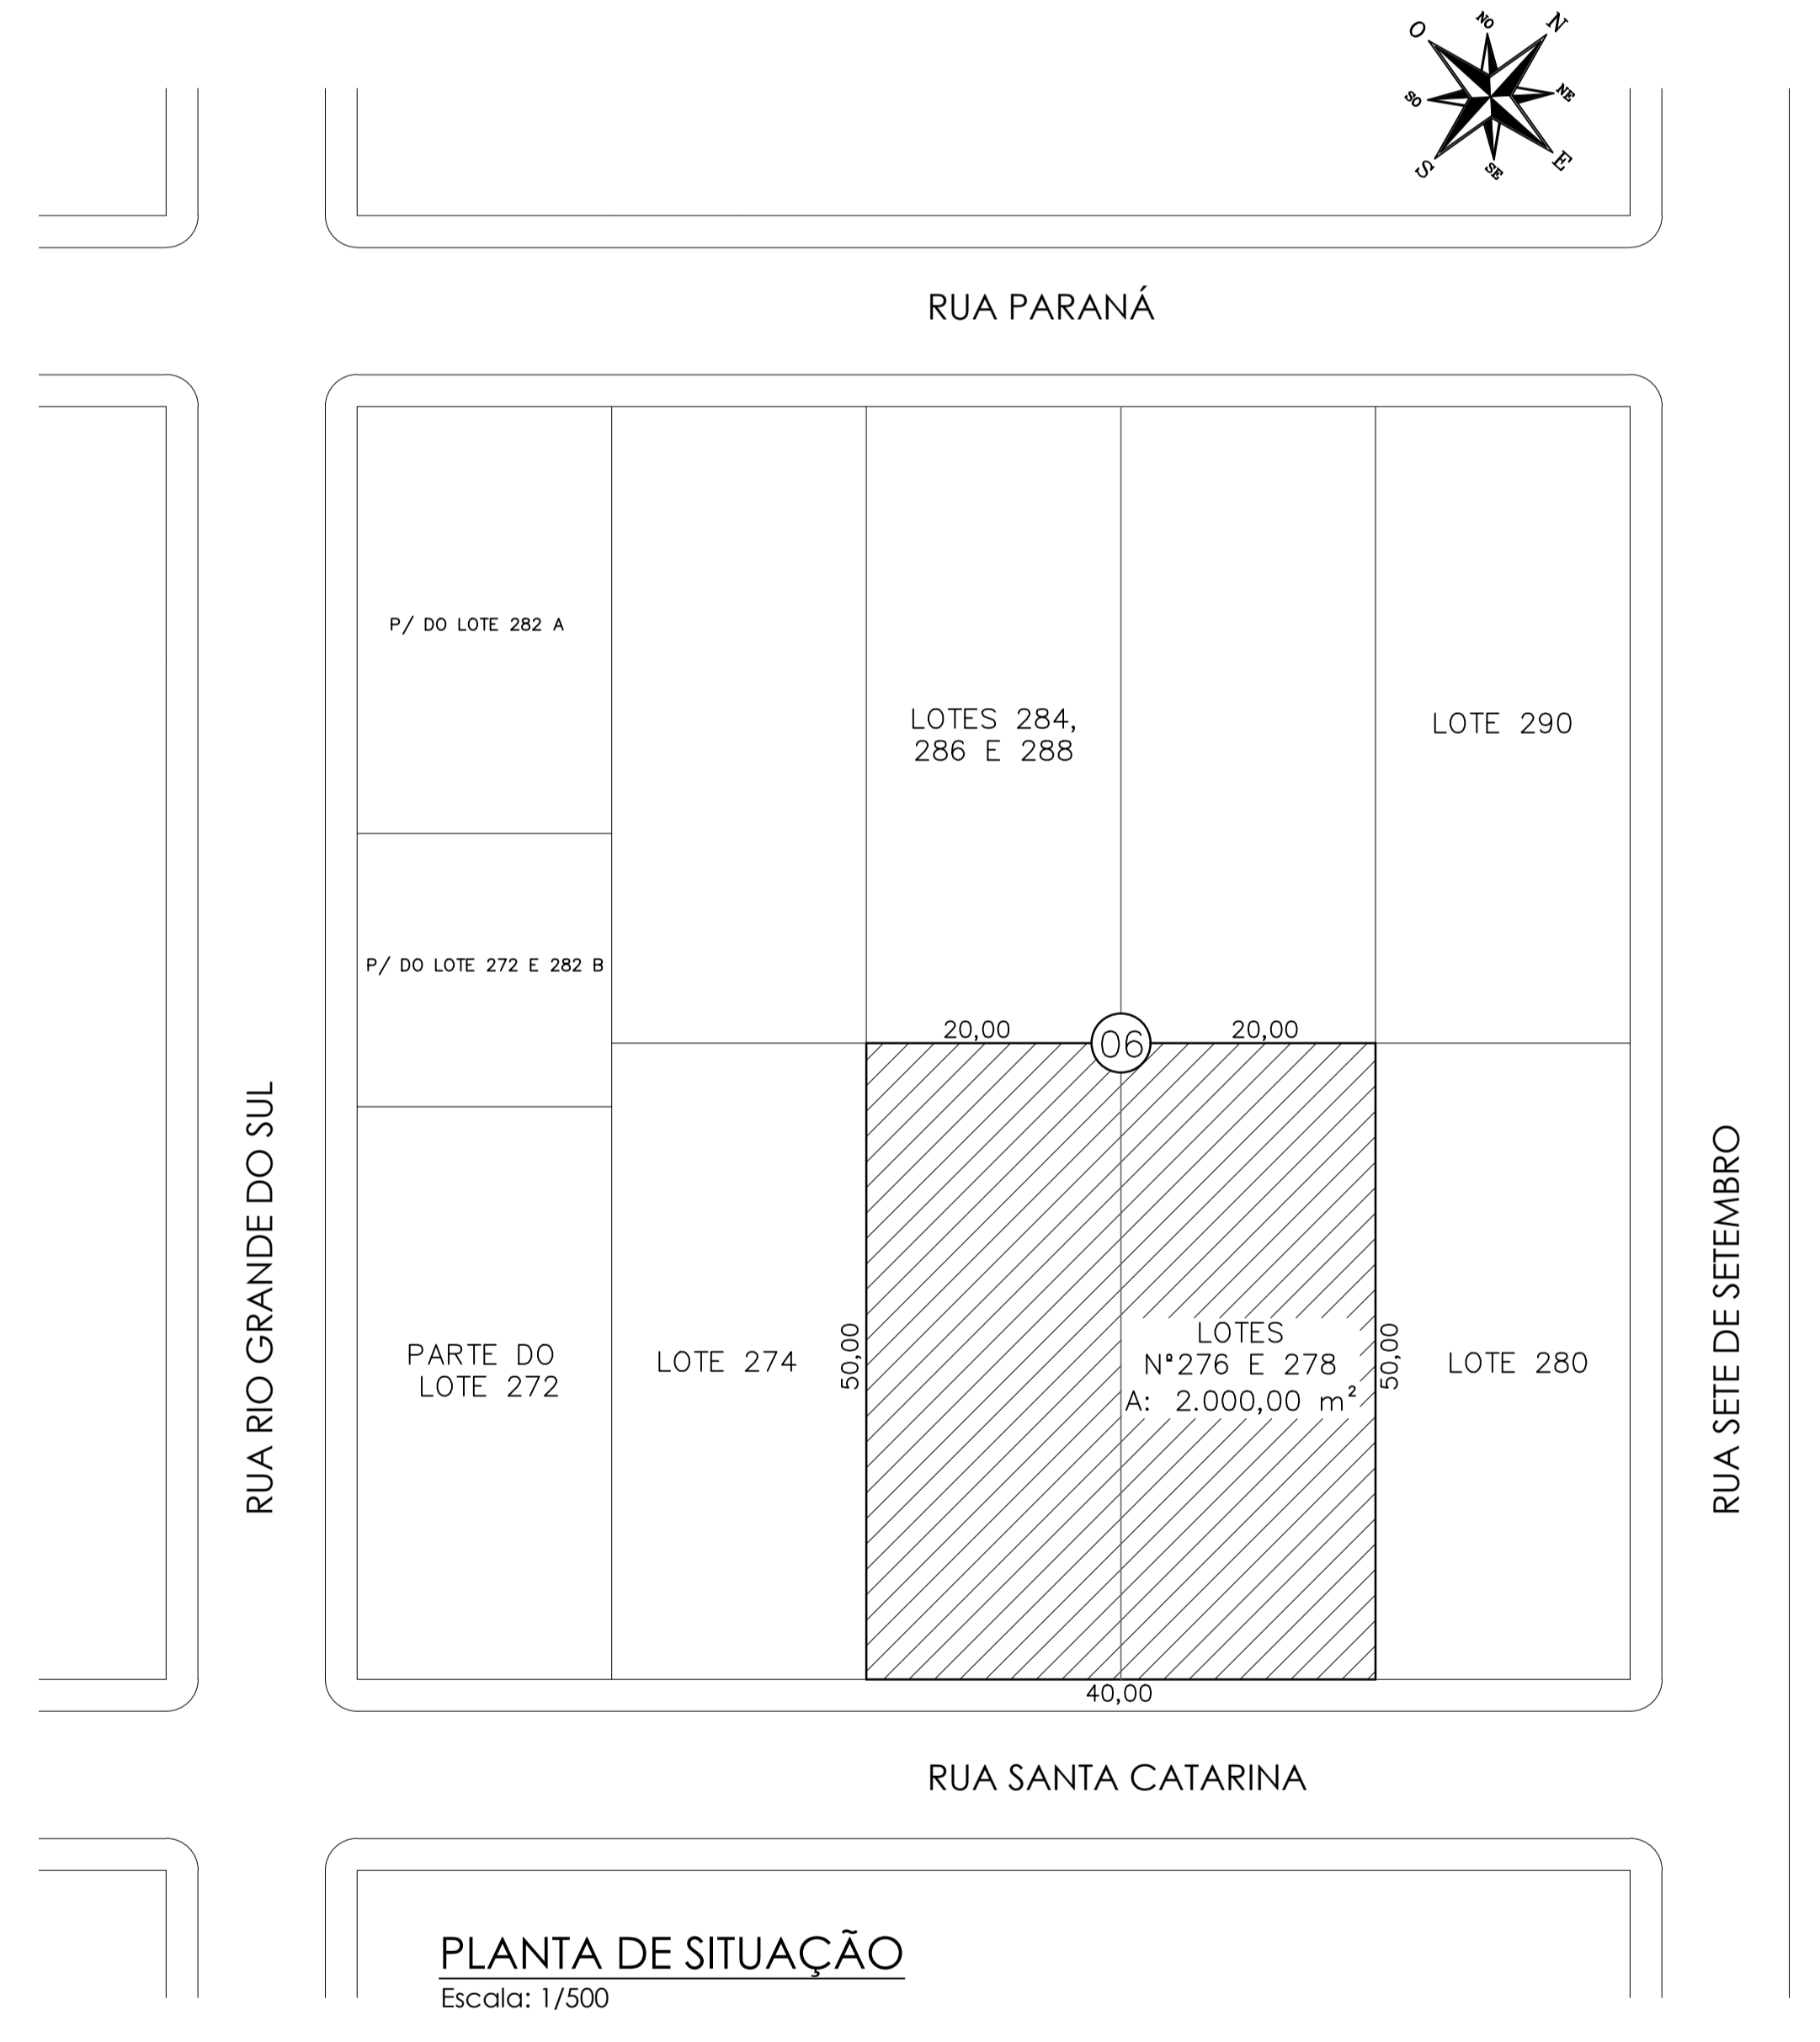 NO
O
N
SO
NE
S
SE
E
RUA PARANÁ
P/ DO LOTE 282 A
LOTES 284,
286 E 288
LOTE 290
P/ DO LOTE 272 E 282 B
20,00
06
20,00
RUA RIO GRANDE DO SUL
PARTE DO
LOTE 272
LOTE 274
50,00
LOTES
Nº276 E 278
A: 2.000,00 m²
50,00
LOTE 280
RUA SETE DE SETEMBRO
40,00
RUA SANTA CATARINA
PLANTA DE SITUAÇÃO
Escala: 1/500